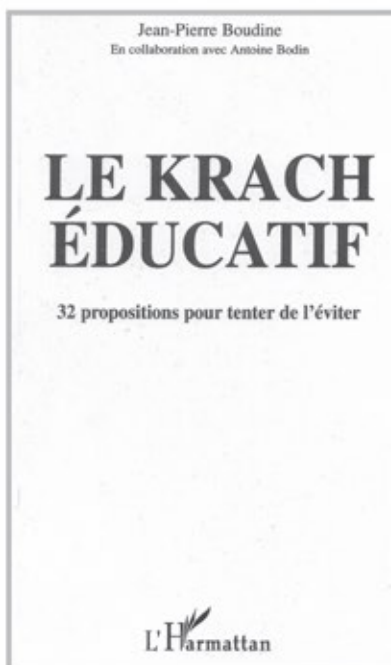 Jean-Pierre Boudine
En collaboration avec Antoine Bodin
LE KRACH
ÉDUCATIF
32 propositions pour tenter de l'éviter
L'Harmattan